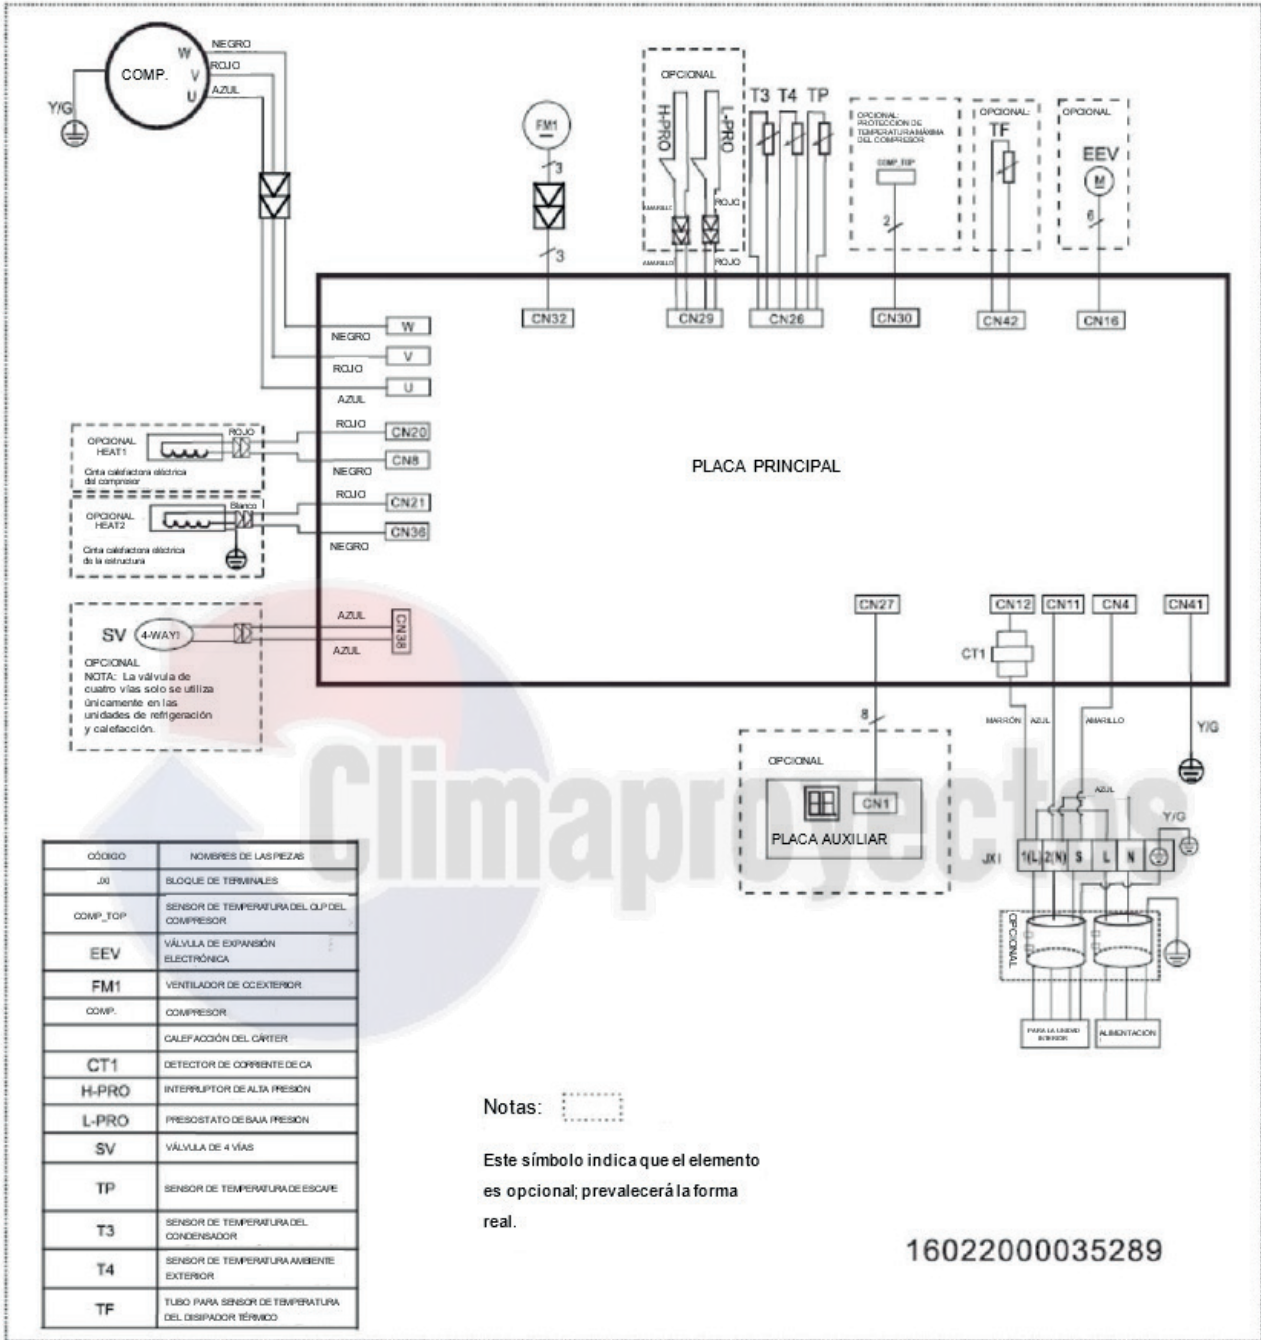 COMP.
W
V
U
NEGRO
ROJO
AZUL
Y/G
FM1
3
3
OPCIONAL
H-PRO
L-PRO
AMARILLO
ROJO
AMARILLO
ROJO
T3 T4 TP
OPCIONAL:
PROTECCIÓN DE
TEMPERATURA MÁXIMA
DEL COMPRESOR
COMP_TOP
2
OPCIONAL:
TF
OPCIONAL
EEV
M
6
CN32
CN29
CN26
CN30
CN42
CN16
NEGRO
W
ROJO
V
AZUL
U
ROJO
CN20
NEGRO
CN8
ROJO
CN21
NEGRO
CN36
OPCIONAL
HEAT1
ROJO
Cinta calefactora eléctrica
del compresor
OPCIONAL
HEAT2
Blanco
Cinta calefactora eléctrica
de la estructura
PLACA PRINCIPAL
SV
4-WAY1
AZUL
AZUL
CN38
OPCIONAL
NOTA: La válvula de
cuatro vías solo se utiliza
únicamente en las
unidades de refrigeración
y calefacción.
CN27
CN12
CN11
CN4
CN41
CT1
8
MARRÓN
AZUL
AMARILLO
Y/G
OPCIONAL
CN1
PLACA AUXILIAR
AZUL
Y/G
JX1
1(L)
2(N)
S
L
N
OPCIONAL
PARA LA UNIDAD
INTERIOR
ALIMENTACIÓN
Climaproyectos
CÓDIGO NOMBRES DE LAS PIEZAS
JXI BLOQUE DE TERMINALES
COMP_TOP SENSOR DE TEMPERATURA DEL OLP DEL
COMPRESOR
EEV VÁLVULA DE EXPANSIÓN
ELECTRÓNICA
FM1 VENTILADOR DE CC EXTERIOR
COMP. COMPRESOR
CALEFACCIÓN DEL CÁRTER
CT1 DETECTOR DE CORRIENTE DE CA
H-PRO INTERRUPTOR DE ALTA PRESIÓN
L-PRO PRESOSTATO DE BAJA PRESIÓN
SV VÁLVULA DE 4 VÍAS
TP SENSOR DE TEMPERATURA DE ESCAPE
T3 SENSOR DE TEMPERATURA DEL
CONDENSADOR
T4 SENSOR DE TEMPERATURA AMBIENTE
EXTERIOR
TF TUBO PARA SENSOR DE TEMPERATURA
DEL DISIPADOR TÉRMICO
Notas:
Este símbolo indica que el elemento
es opcional; prevalecerá la forma
real.
16022000035289